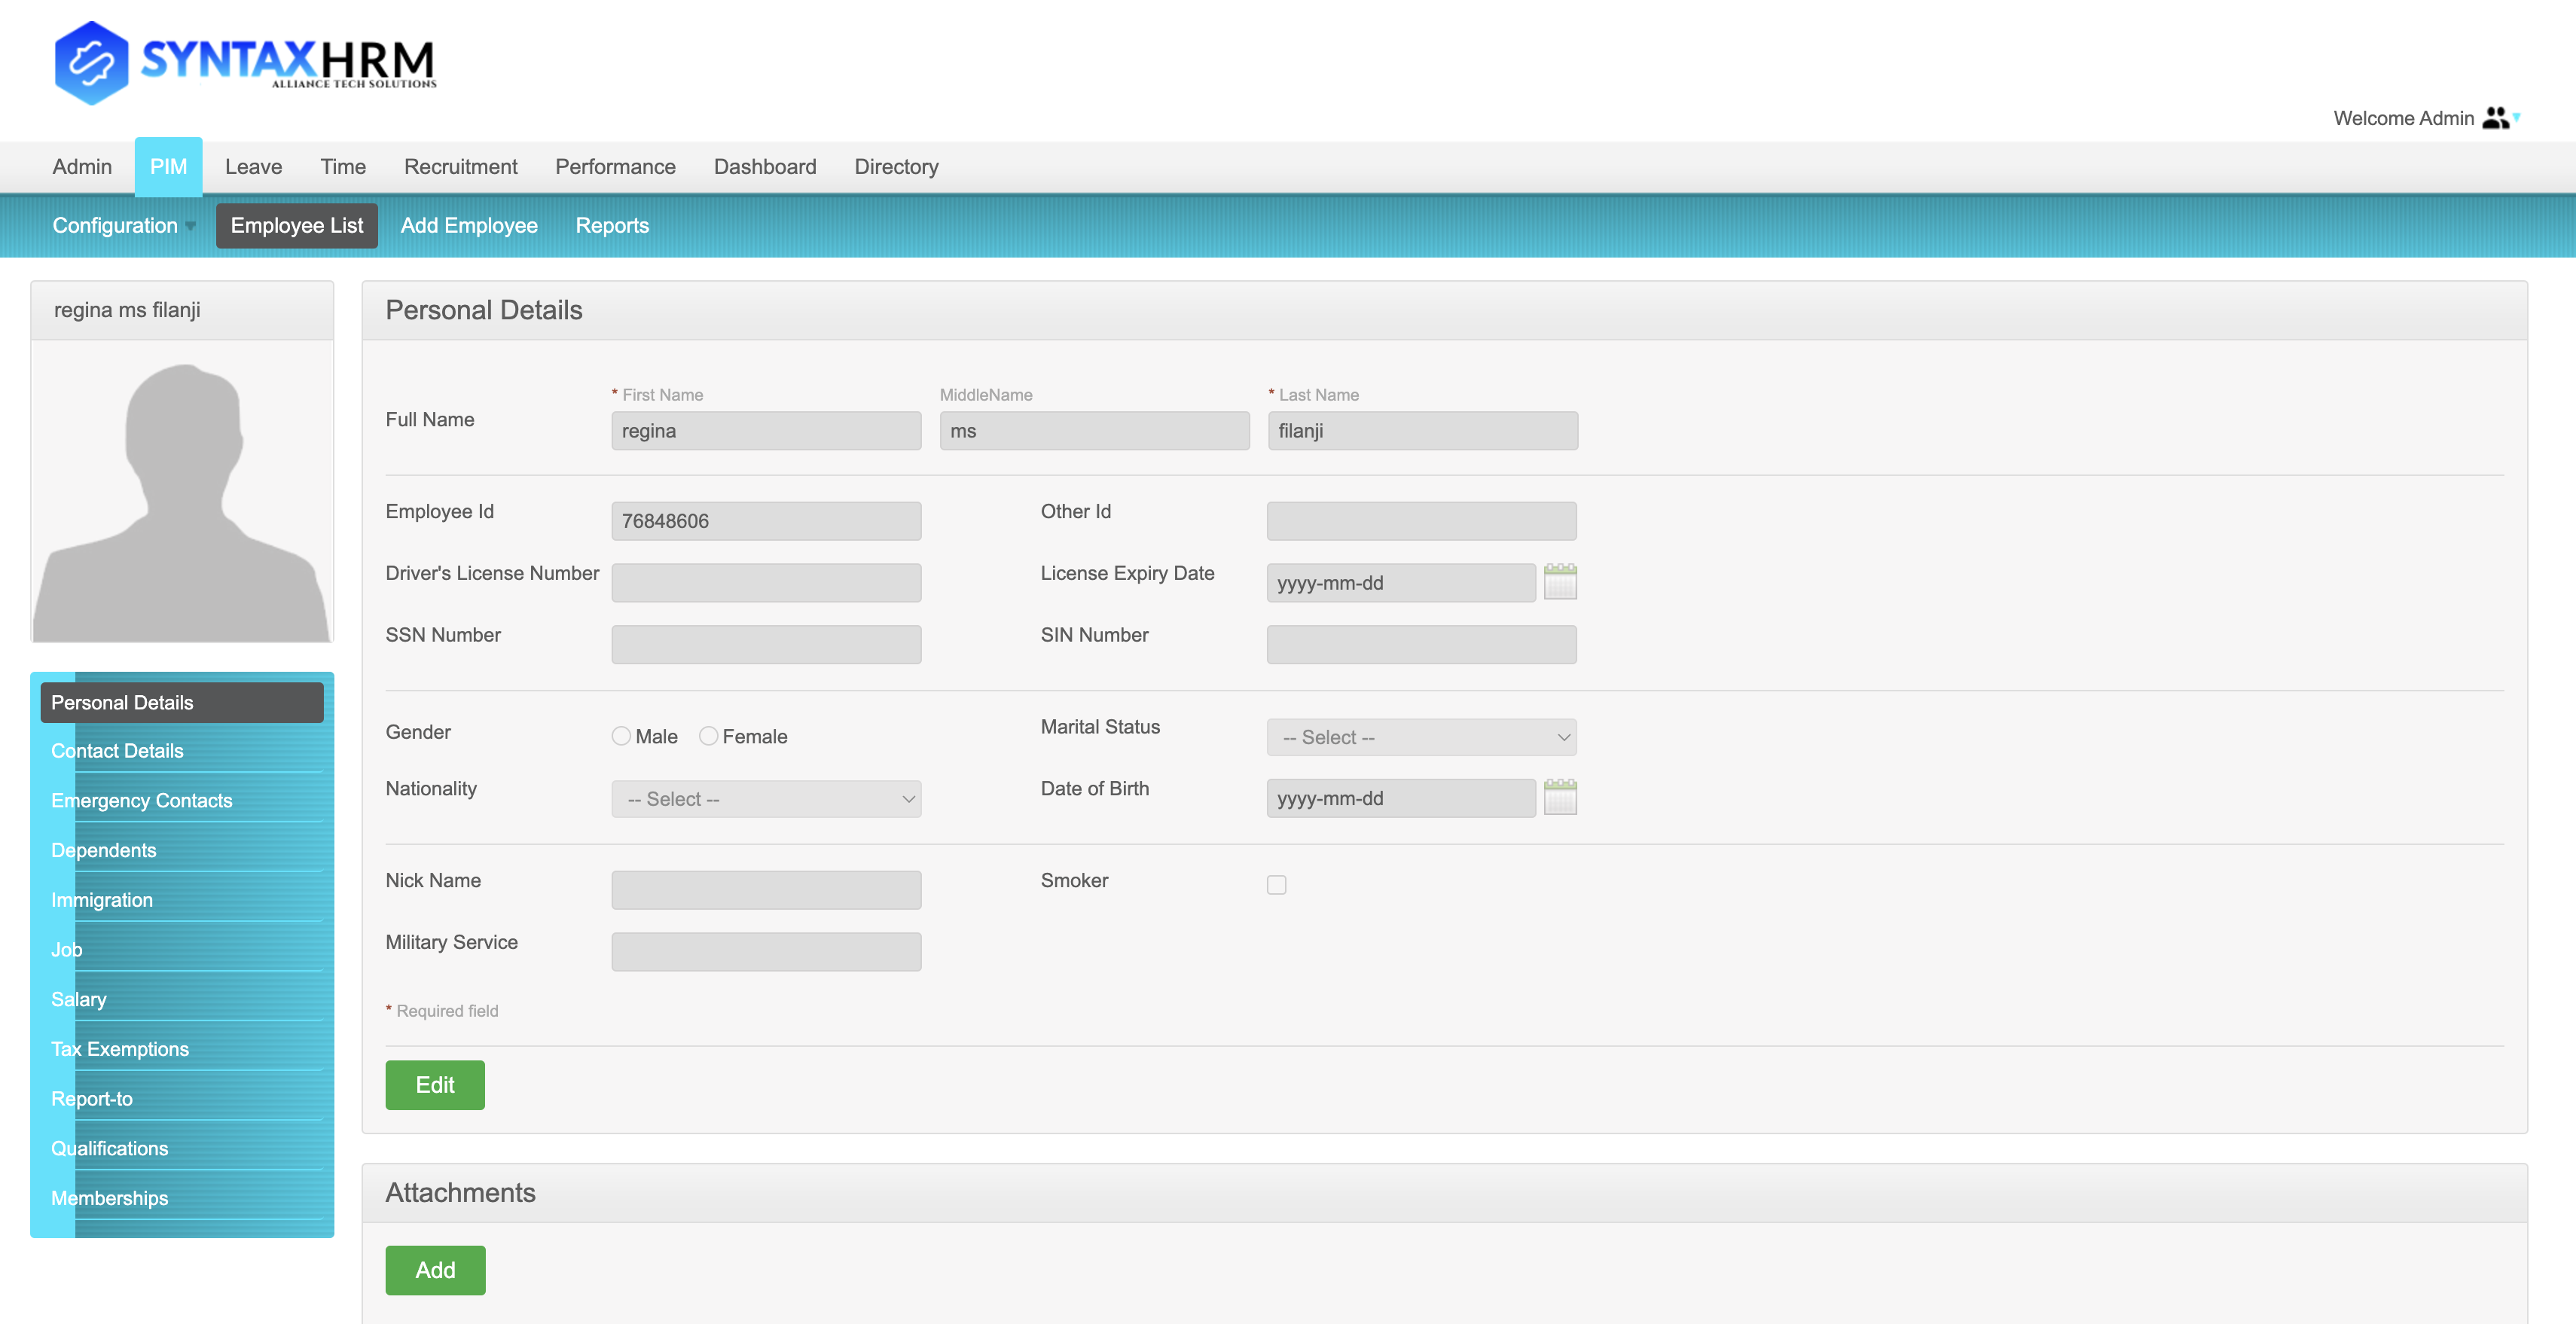 SYNTAXHRM
ALLIANCE TECH SOLUTIONS
Welcome Admin
Admin PIM Leave Time Recruitment Performance Dashboard Directory
Configuration Employee List Add Employee Reports
regina ms filanji
Personal Details
Contact Details
Emergency Contacts
Dependents
Immigration
Job
Salary
Tax Exemptions
Report-to
Qualifications
Memberships
Personal Details
* First Name MiddleName * Last Name
Full Name regina ms filanji
Employee Id 76848606 Other Id
Driver's License Number License Expiry Date yyyy-mm-dd
SSN Number SIN Number
Gender Male Female Marital Status -- Select --
Nationality -- Select -- Date of Birth yyyy-mm-dd
Nick Name Smoker
Military Service
* Required field
Edit
Attachments
Add